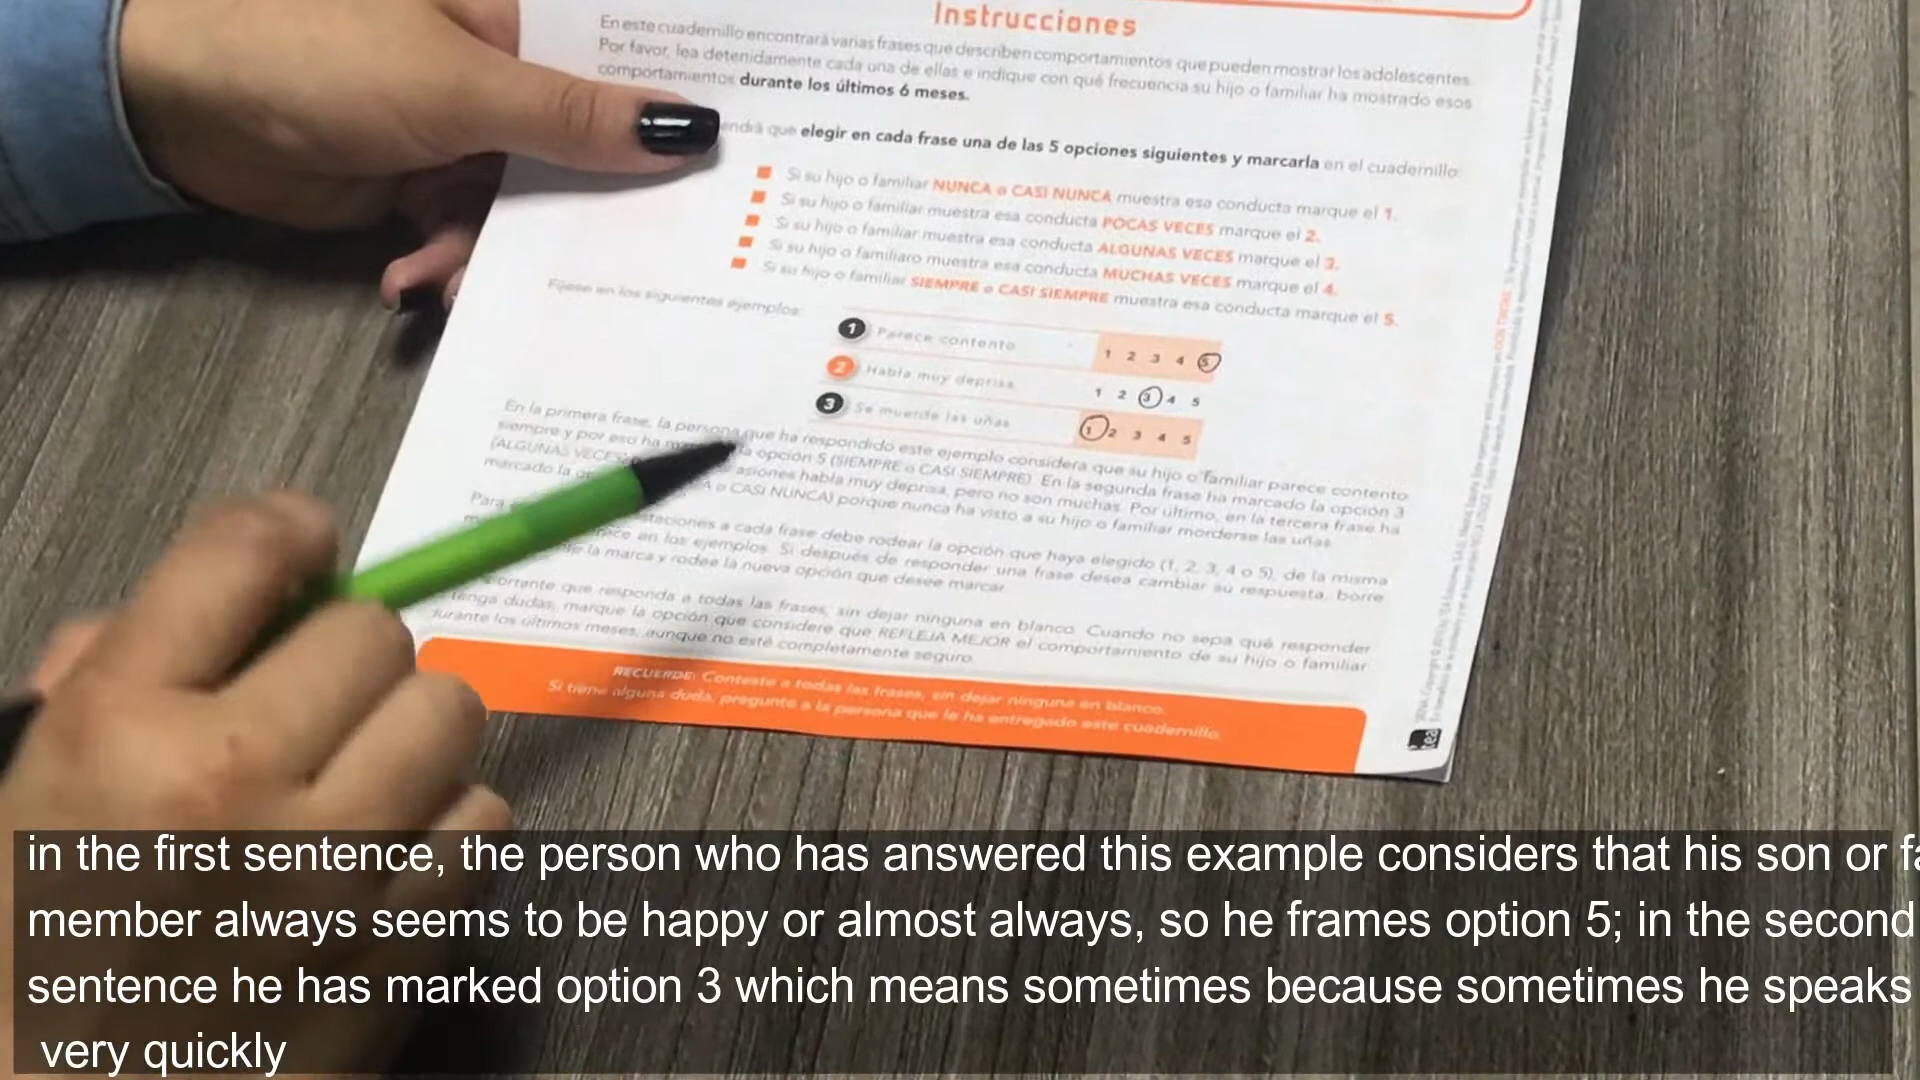 Instrucciones
En este cuadernillo encontrará varias frases que describen comportamientos que pueden mostrar los adolescentes.
Por favor, lea detenidamente cada una de ellas e indique con qué frecuencia su hijo o familiar ha mostrado esos
comportamientos durante los últimos 6 meses.
que elegir en cada frase una de las 5 opciones siguientes y marcarla en el cuadernillo:
Si su hijo o familiar NUNCA o CASI NUNCA muestra esa conducta marque el 1.
Si su hijo o familiar muestra esa conducta POCAS VECES marque el 2.
Si su hijo o familiar muestra esa conducta ALGUNAS VECES marque el 3.
Si su hijo o familiaro muestra esa conducta MUCHAS VECES marque el 4.
Si su hijo o familiar SIEMPRE o CASI SIEMPRE muestra esa conducta marque el 5.
Fíjese en los siguientes ejemplos:
1 Parece contento 1 2 3 4 5
2 Habla muy deprisa 1 2 3 4 5
3 Se muerde las uñas 1 2 3 4 5
En la primera frase, la persona que ha respondido este ejemplo considera que su hijo o familiar parece contento
siempre y por eso ha la opción 5 (SIEMPRE o CASI SIEMPRE). En la segunda frase ha marcado la opción 3
(ALGUNAS VECES habla muy deprisa, pero no son muchas. Por último, en la tercera frase ha
marcado la o CASI NUNCA) porque nunca ha visto a su hijo o familiar morderse las uñas.
Para a cada frase debe rodear la opción que haya elegido (1, 2, 3, 4 o 5), de la misma
en los ejemplos. Si después de responder una frase desea cambiar su respuesta, borre
la marca y rodee la nueva opción que desee marcar.
que responda a todas las frases, sin dejar ninguna en blanco. Cuando no sepa qué responder
tenga dudas, marque la opción que considere que REFLEJA MEJOR el comportamiento de su hijo o familiar
durante los últimos meses, aunque no esté completamente seguro.
RECUERDE: Conteste a todas las frases, sin dejar ninguna en blanco.
Si tiene alguna duda, pregunte a la persona que le ha entregado este cuadernillo.
tea
in the first sentence, the person who has answered this example considers that his son or fa
member always seems to be happy or almost always, so he frames option 5; in the second
sentence he has marked option 3 which means sometimes because sometimes he speaks
very quickly